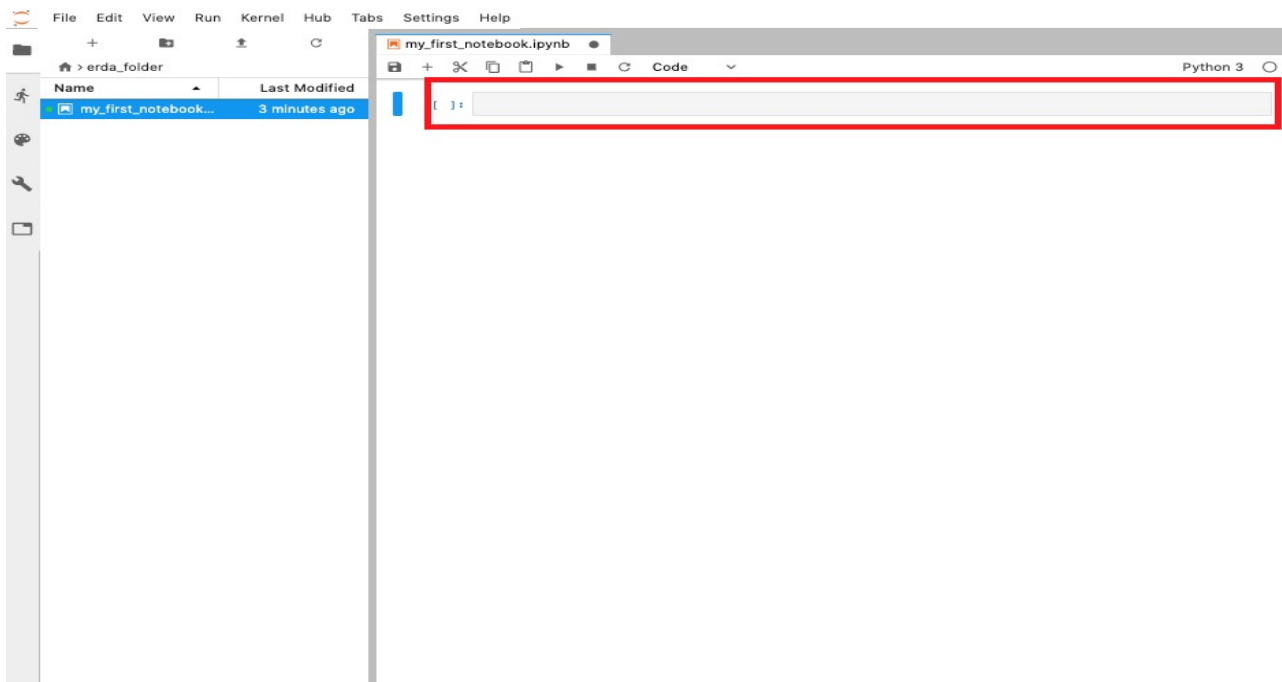 File Edit View Run Kernel Hub Tabs Settings Help
my_first_notebook.ipynb
> erda_folder
Code
Python 3
Name
Last Modified
my_first_notebook...
3 minutes ago
[ ]: